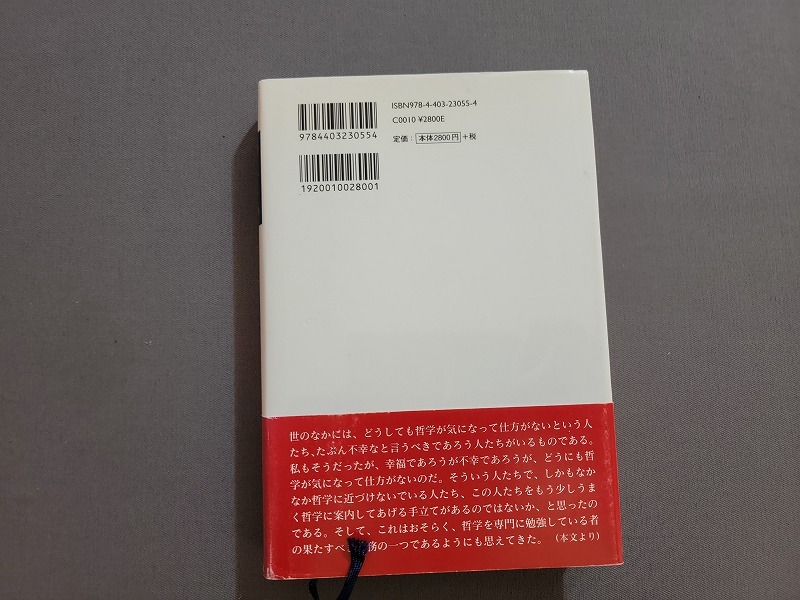 ISBN978-4-403-23055-4
C0010 ¥2800E
定価：本体2800円+税
9784403230554
1920010028001
世のなかには、どうしても哲学が気になって仕方がないという人
たち、たぶん不幸なと言うべきであろう人たちがいるものである。
私もそうだったが、幸福であろうが不幸であろうが、どうにも哲
学が気になって仕方がないのだ。そういう人たちで、しかもなか
なか哲学に近づけないでいる人たち、この人たちをもう少しうま
く哲学に案内してあげる手立てがあるのではないか、と思ったの
である。そして、これはおそらく、哲学を専門に勉強している者
の果たすべ 務の一つであるようにも思えてきた。（本文より）